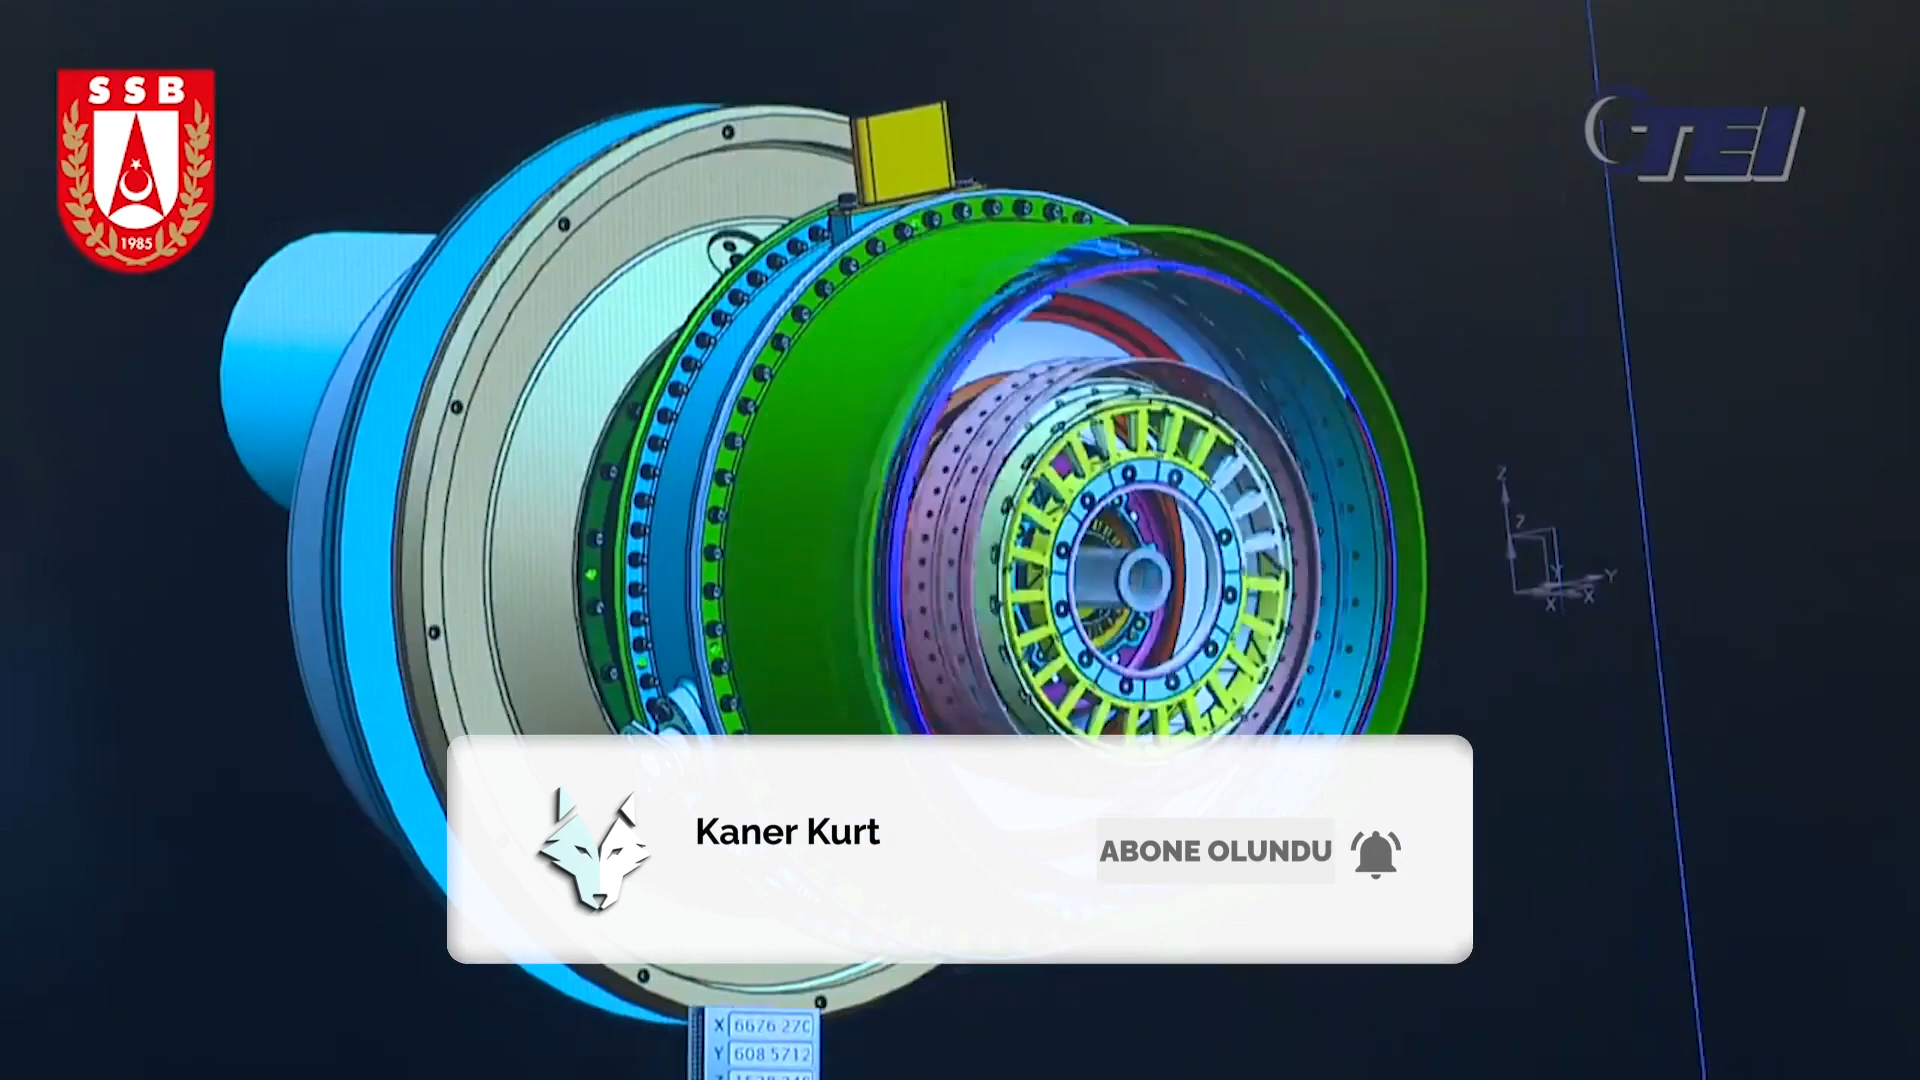 SSB
1985
TEI
Z
Z
Y
Y
X
X
Kaner Kurt
ABONE OLUNDU
X 6676 270
Y 608 5712